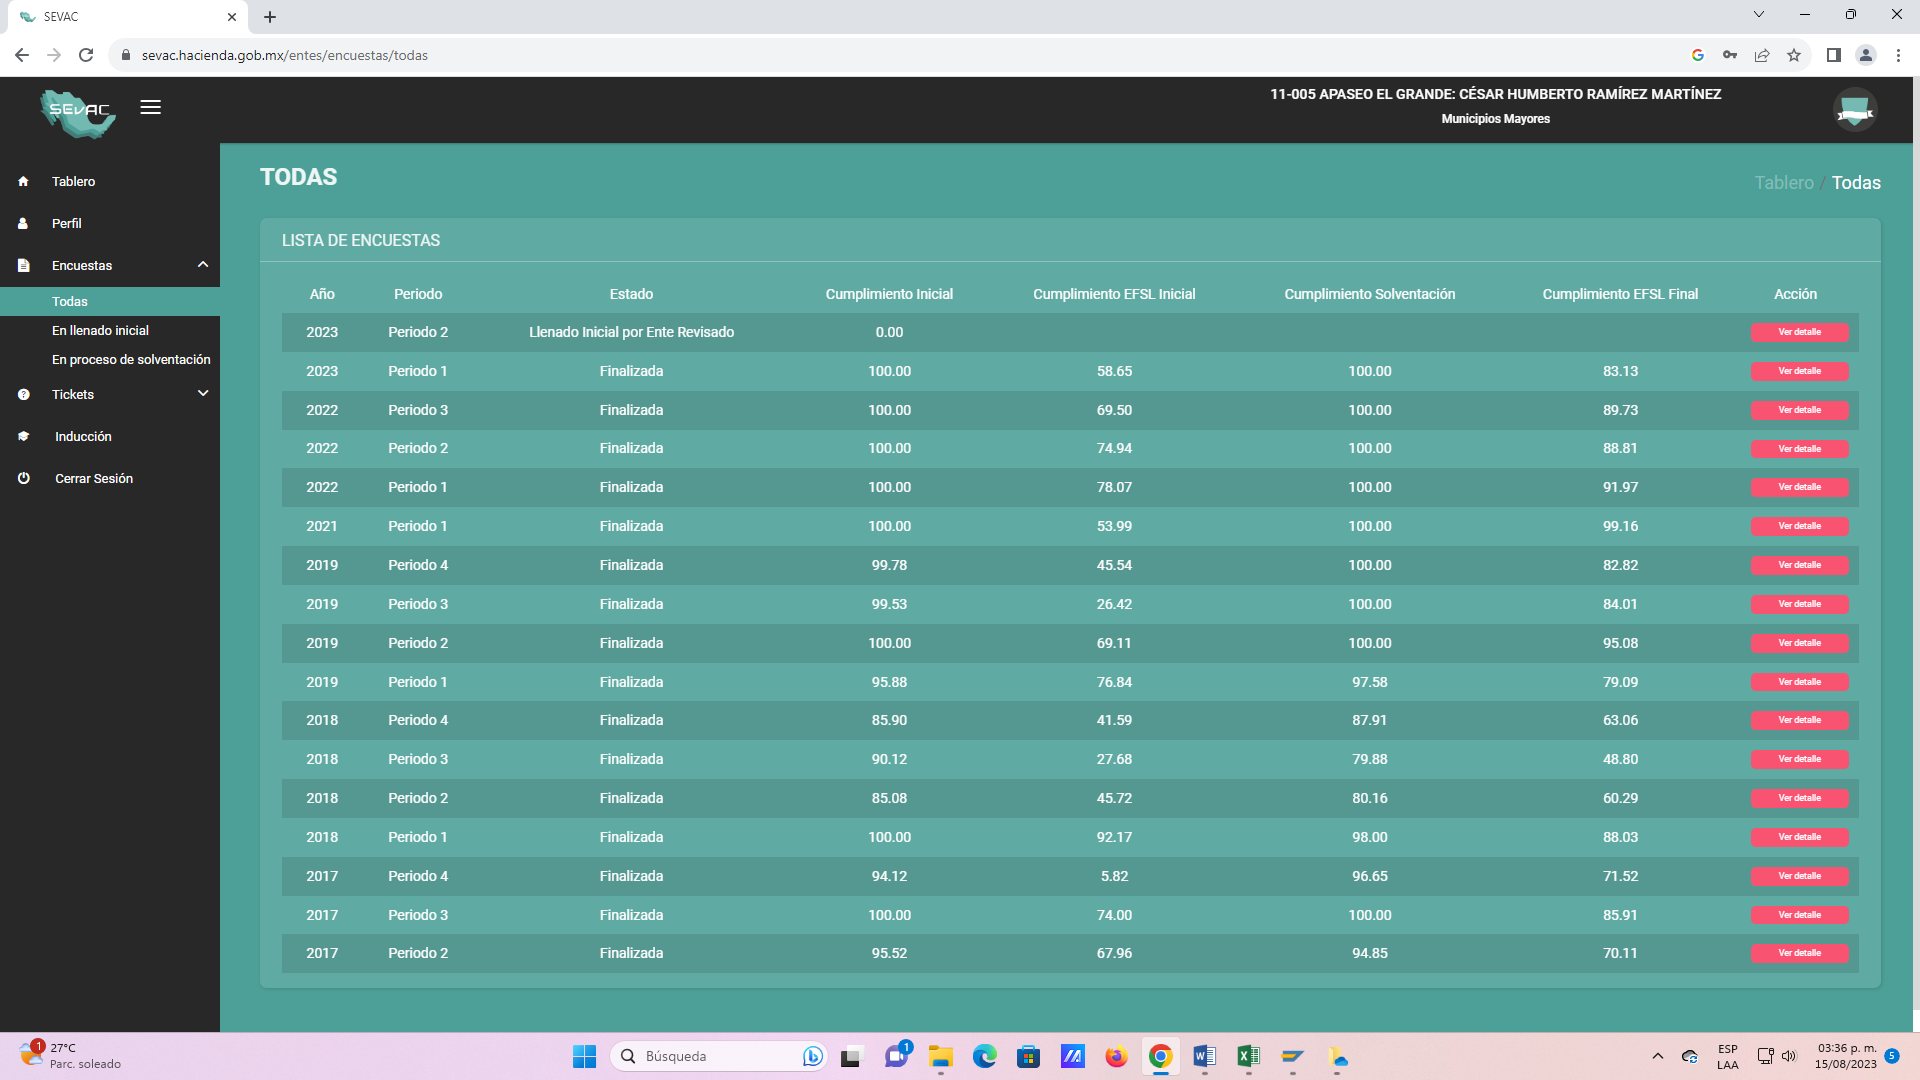 SEVAC
sevac.hacienda.gob.mx/entes/encuestas/todas
SEVAC
11-005 APASEO EL GRANDE: CÉSAR HUMBERTO RAMÍREZ MARTÍNEZ
Municipios Mayores
Tablero
Perfil
Encuestas
Todas
En llenado inicial
En proceso de solventación
Tickets
Inducción
Cerrar Sesión
TODAS
Tablero / Todas
LISTA DE ENCUESTAS
Año Periodo Estado Cumplimiento Inicial Cumplimiento EFSL Inicial Cumplimiento Solventación Cumplimiento EFSL Final Acción
2023 Periodo 2 Llenado Inicial por Ente Revisado 0.00 Ver detalle
2023 Periodo 1 Finalizada 100.00 58.65 100.00 83.13 Ver detalle
2022 Periodo 3 Finalizada 100.00 69.50 100.00 89.73 Ver detalle
2022 Periodo 2 Finalizada 100.00 74.94 100.00 88.81 Ver detalle
2022 Periodo 1 Finalizada 100.00 78.07 100.00 91.97 Ver detalle
2021 Periodo 1 Finalizada 100.00 53.99 100.00 99.16 Ver detalle
2019 Periodo 4 Finalizada 99.78 45.54 100.00 82.82 Ver detalle
2019 Periodo 3 Finalizada 99.53 26.42 100.00 84.01 Ver detalle
2019 Periodo 2 Finalizada 100.00 69.11 100.00 95.08 Ver detalle
2019 Periodo 1 Finalizada 95.88 76.84 97.58 79.09 Ver detalle
2018 Periodo 4 Finalizada 85.90 41.59 87.91 63.06 Ver detalle
2018 Periodo 3 Finalizada 90.12 27.68 79.88 48.80 Ver detalle
2018 Periodo 2 Finalizada 85.08 45.72 80.16 60.29 Ver detalle
2018 Periodo 1 Finalizada 100.00 92.17 98.00 88.03 Ver detalle
2017 Periodo 4 Finalizada 94.12 5.82 96.65 71.52 Ver detalle
2017 Periodo 3 Finalizada 100.00 74.00 100.00 85.91 Ver detalle
2017 Periodo 2 Finalizada 95.52 67.96 94.85 70.11 Ver detalle
1
27°C
Parc. soleado
Búsqueda
1
ESP
LAA
03:36 p. m.
15/08/2023
5